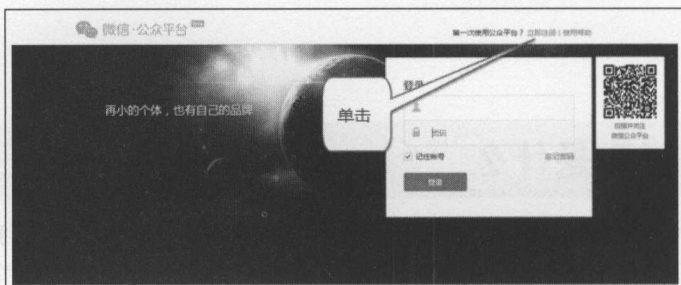 微信·公众平台 beta
第一次使用公众平台？ 立即注册 | 使用帮助
再小的个体，也有自己的品牌
单击
登录
密码
记住账号 忘记密码
登录
扫描并关注
微信公众平台